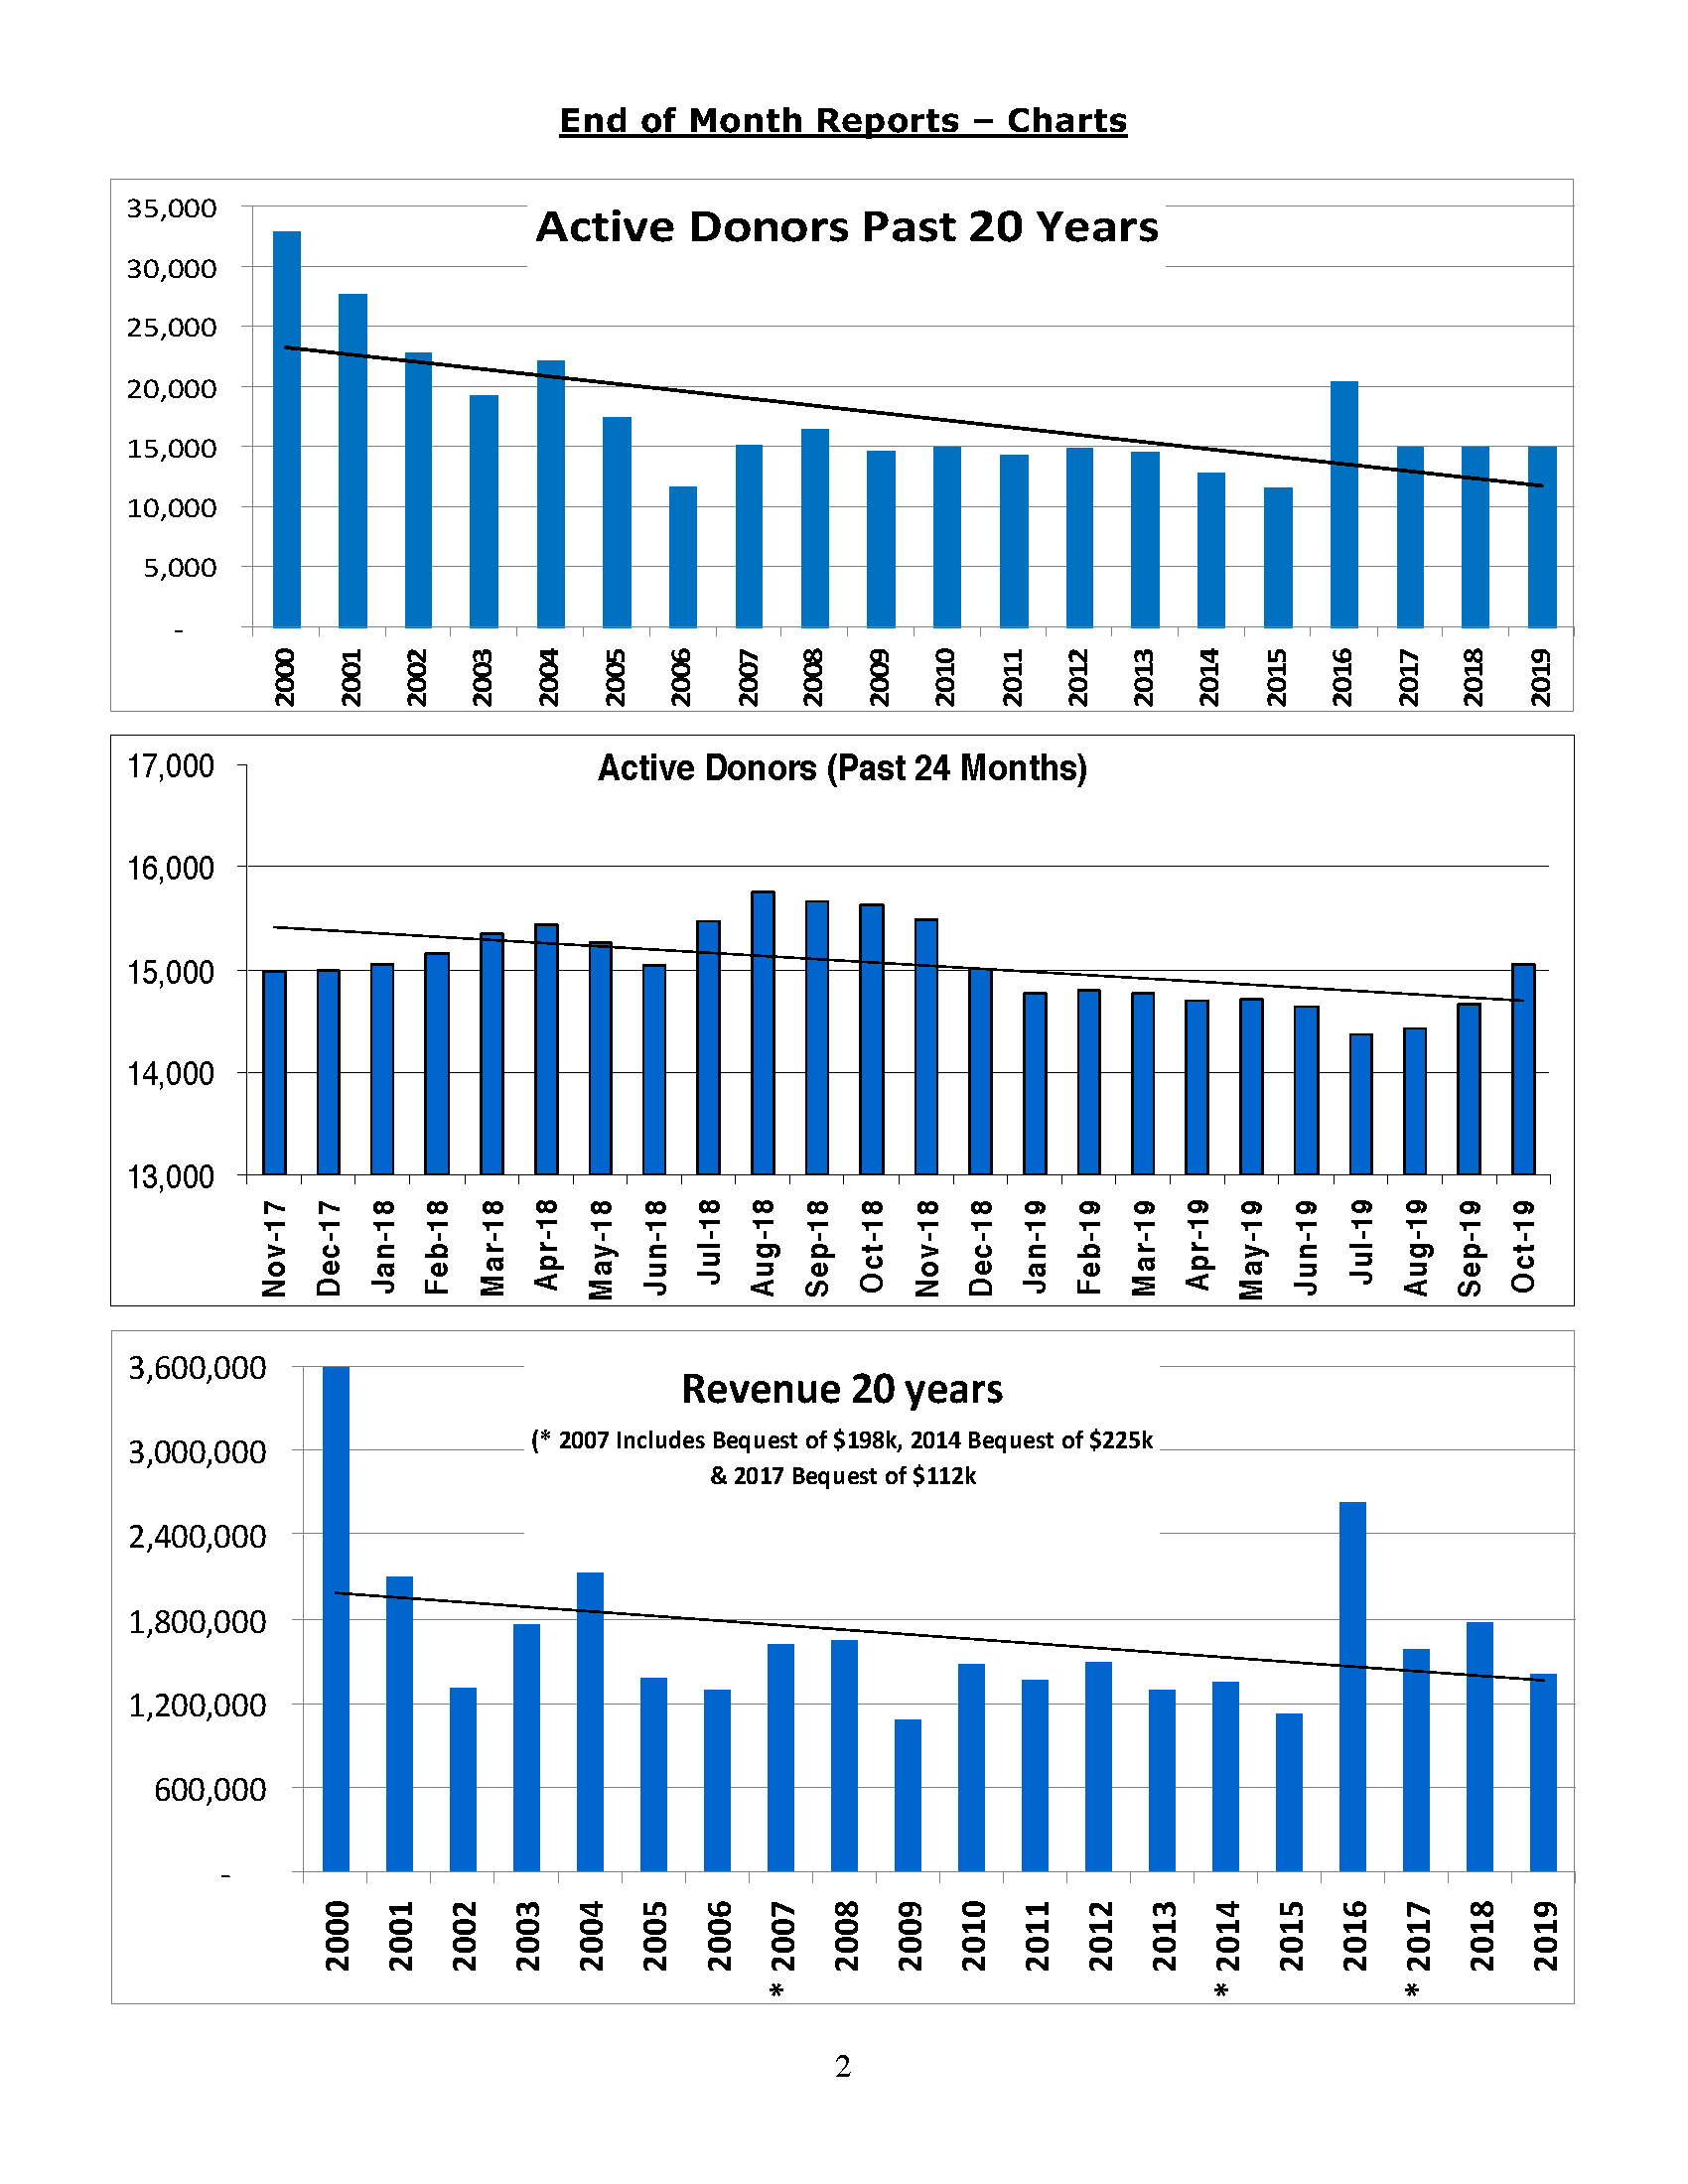 End of Month Reports – Charts
Active Donors Past 20 Years
35,000
30,000
25,000
20,000
15,000
10,000
5,000
-
2000 2001 2002 2003 2004 2005 2006 2007 2008 2009 2010 2011 2012 2013 2014 2015 2016 2017 2018 2019
Active Donors (Past 24 Months)
17,000
16,000
15,000
14,000
13,000
Nov-17 Dec-17 Jan-18 Feb-18 Mar-18 Apr-18 May-18 Jun-18 Jul-18 Aug-18 Sep-18 Oct-18 Nov-18 Dec-18 Jan-19 Feb-19 Mar-19 Apr-19 May-19 Jun-19 Jul-19 Aug-19 Sep-19 Oct-19
Revenue 20 years
(* 2007 Includes Bequest of $198k, 2014 Bequest of $225k
& 2017 Bequest of $112k
3,600,000
3,000,000
2,400,000
1,800,000
1,200,000
600,000
-
2000 2001 2002 2003 2004 2005 2006 * 2007 2008 2009 2010 2011 2012 2013 * 2014 2015 2016 * 2017 2018 2019
2